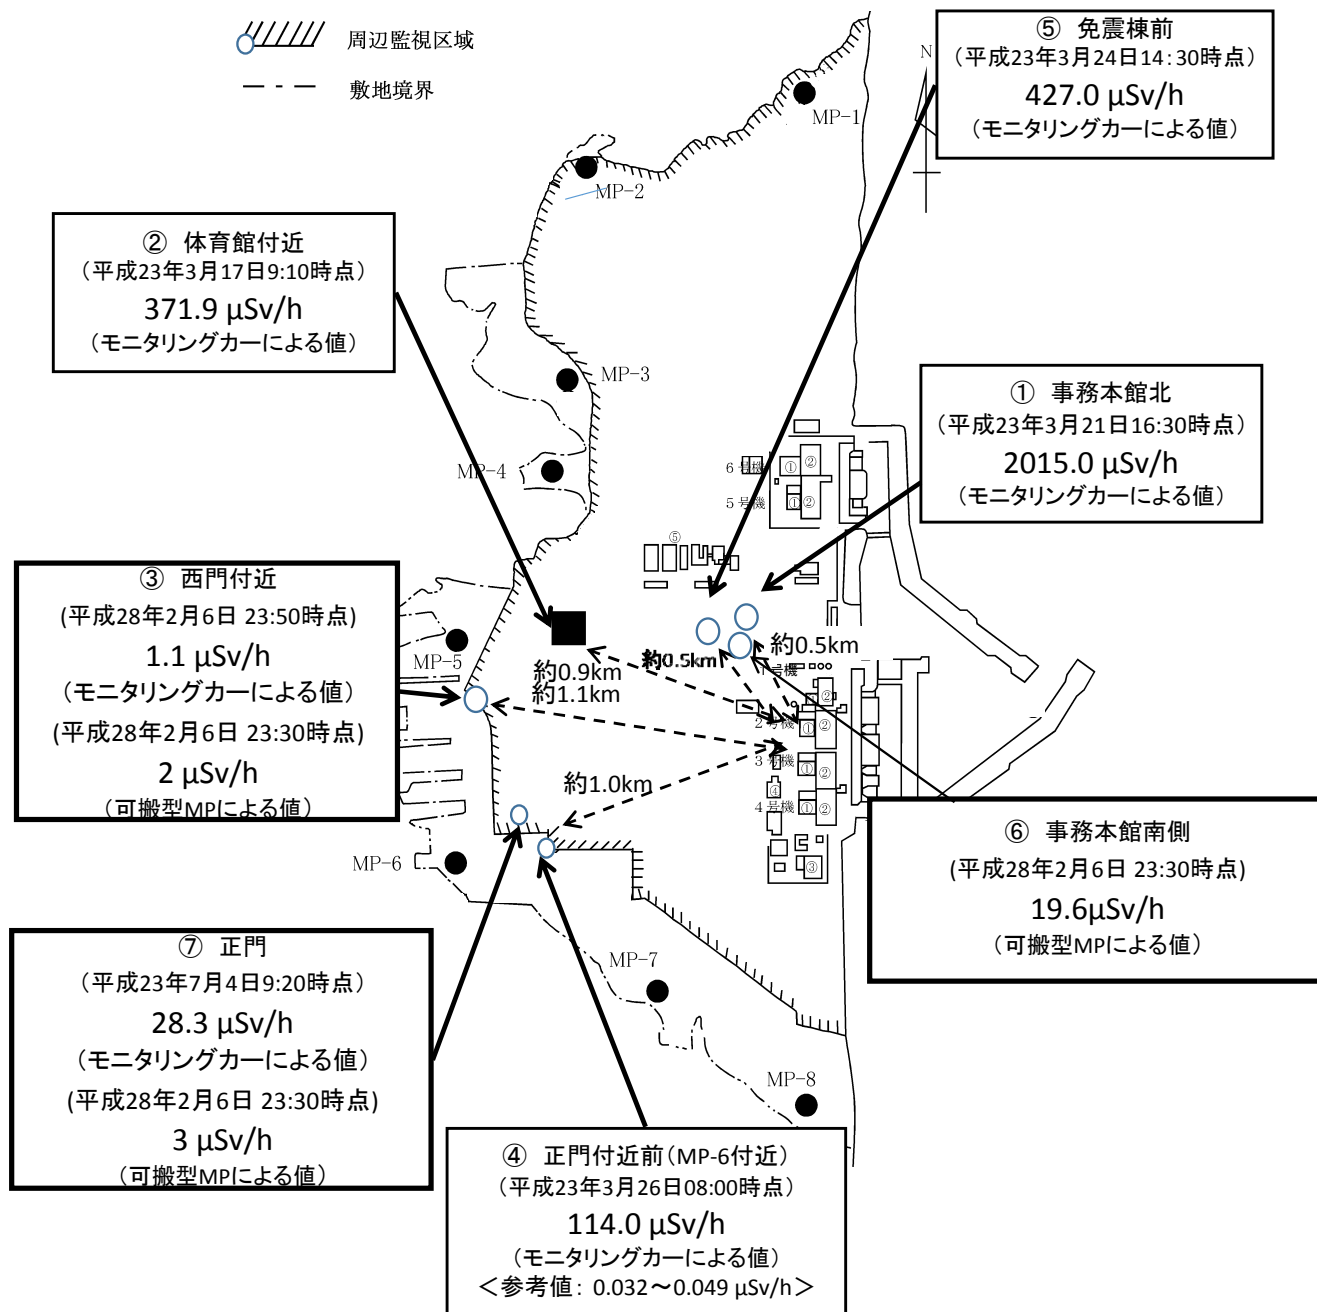 周辺監視区域
敷地境界
⑤ 免震棟前
（平成23年3月24日14：30時点）
427.0 μSv/h
（モニタリングカーによる値）
N
MP-1
MP-2
② 体育館付近
（平成23年3月17日9:10時点）
371.9 μSv/h
（モニタリングカーによる値）
MP-3
① 事務本館北
（平成23年3月21日16:30時点）
2015.0 μSv/h
（モニタリングカーによる値）
MP-4
6号機
①
②
5号機
①
②
⑤
③ 西門付近
(平成28年2月6日 23:50時点)
1.1 μSv/h
（モニタリングカーによる値）
(平成28年2月6日 23:30時点)
2 μSv/h
（可搬型MPによる値）
MP-5
約0.9km
約1.1km
約0.5km
約0.5km
1号機
②
2号機
①
②
3号機
①
②
④
4号機
①
②
③
約1.0km
⑥ 事務本館南側
(平成28年2月6日 23:30時点)
19.6μSv/h
（可搬型MPによる値）
MP-6
⑦ 正門
（平成23年7月4日9:20時点）
28.3 μSv/h
（モニタリングカーによる値）
(平成28年2月6日 23:30時点)
3 μSv/h
（可搬型MPによる値）
MP-7
MP-8
④ 正門付近前（MP-6付近）
（平成23年3月26日08:00時点）
114.0 μSv/h
（モニタリングカーによる値）
＜参考値： 0.032～0.049 μSv/h＞